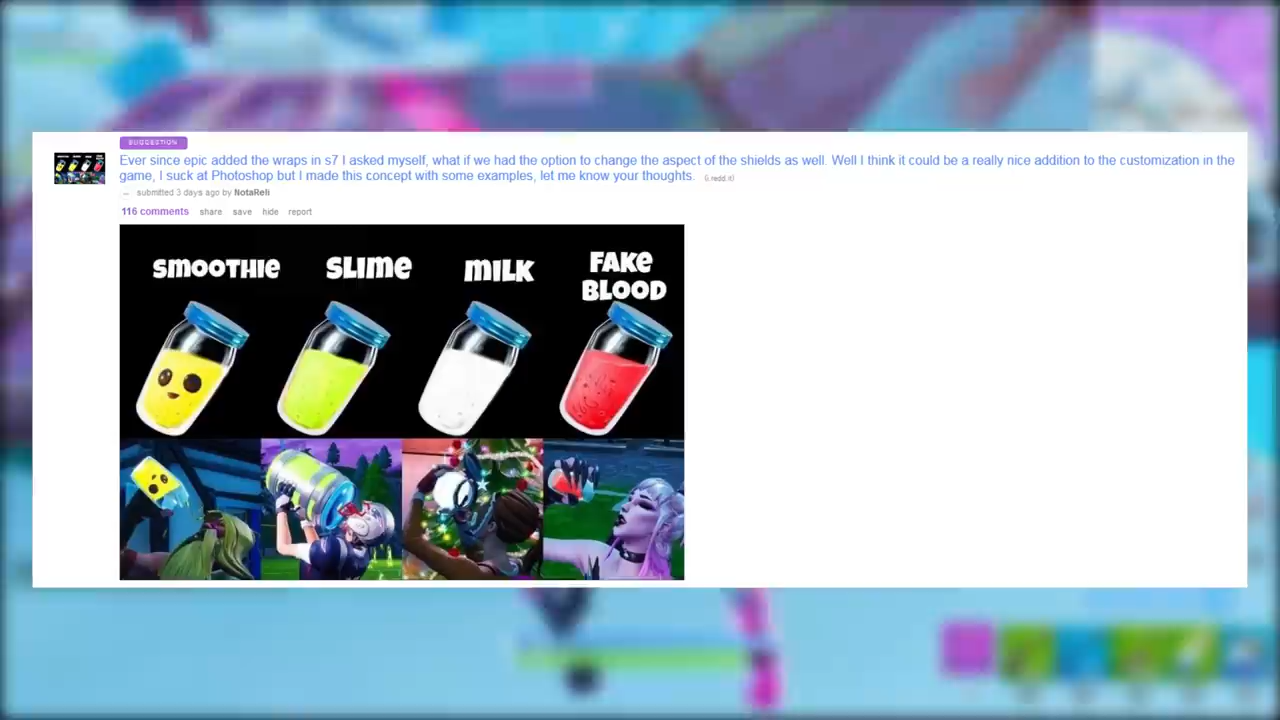 SUGGESTION
Ever since epic added the wraps in s7 I asked myself, what if we had the option to change the aspect of the shields as well. Well I think it could be a really nice addition to the customization in the
game, I suck at Photoshop but I made this concept with some examples, let me know your thoughts. (i.redd.it)
submitted 3 days ago by NotaReli
116 comments share save hide report
SMOOTHIE SLIME MILK FAKE
BLOOD